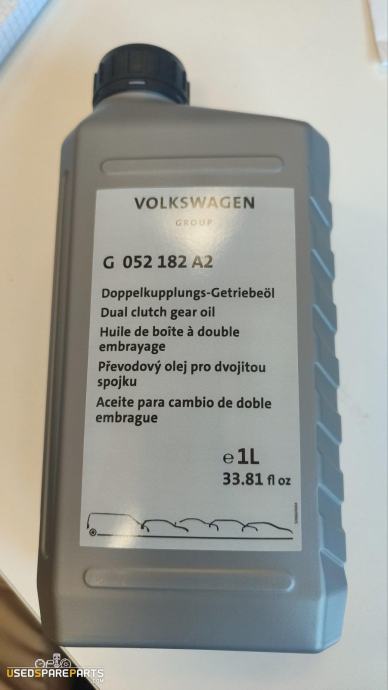 VOLKSWAGEN
GROUP
G 052 182 A2
Doppelkupplungs-Getriebeöl
Dual clutch gear oil
Huile de boîte à double
embrayage
Převodový olej pro dvojitou
spojku
Aceite para cambio de doble
embrague
e 1L
33.81 fl oz
USEDSPAREPARTS
.COM